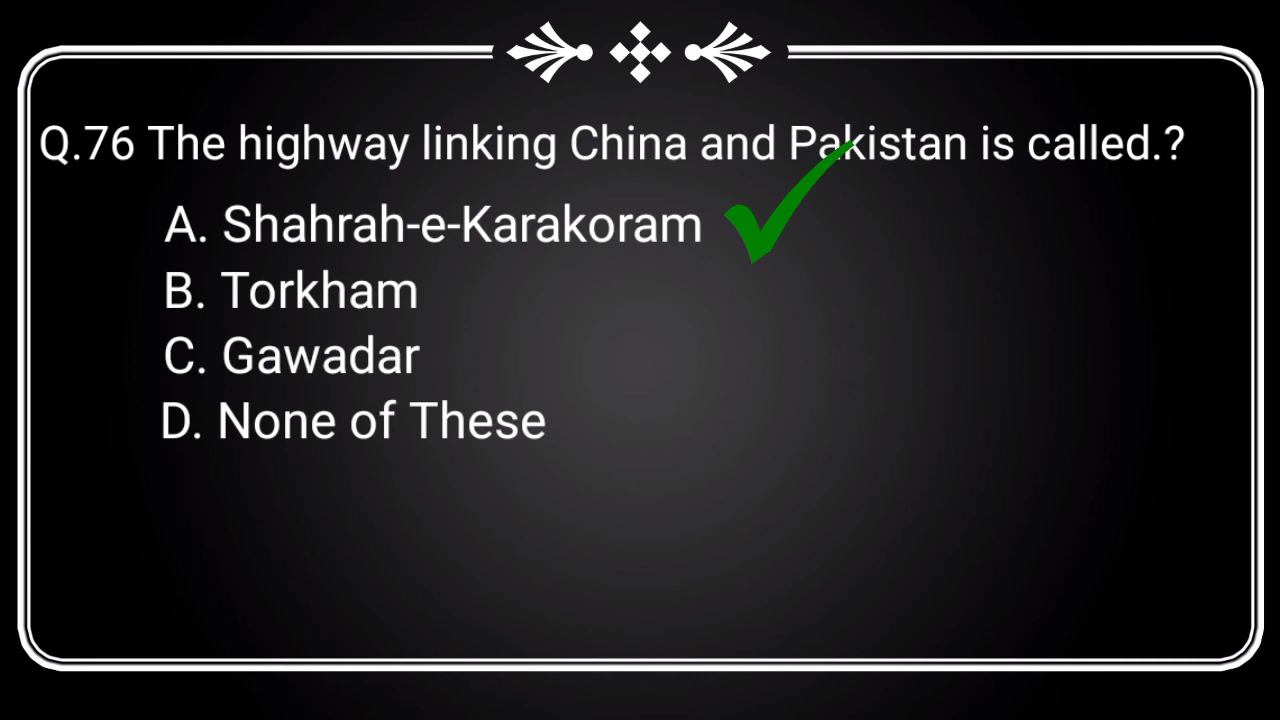 Q.76 The highway linking China and Pakistan is called.?
A. Shahrah-e-Karakoram
B. Torkham
C. Gawadar
D. None of These